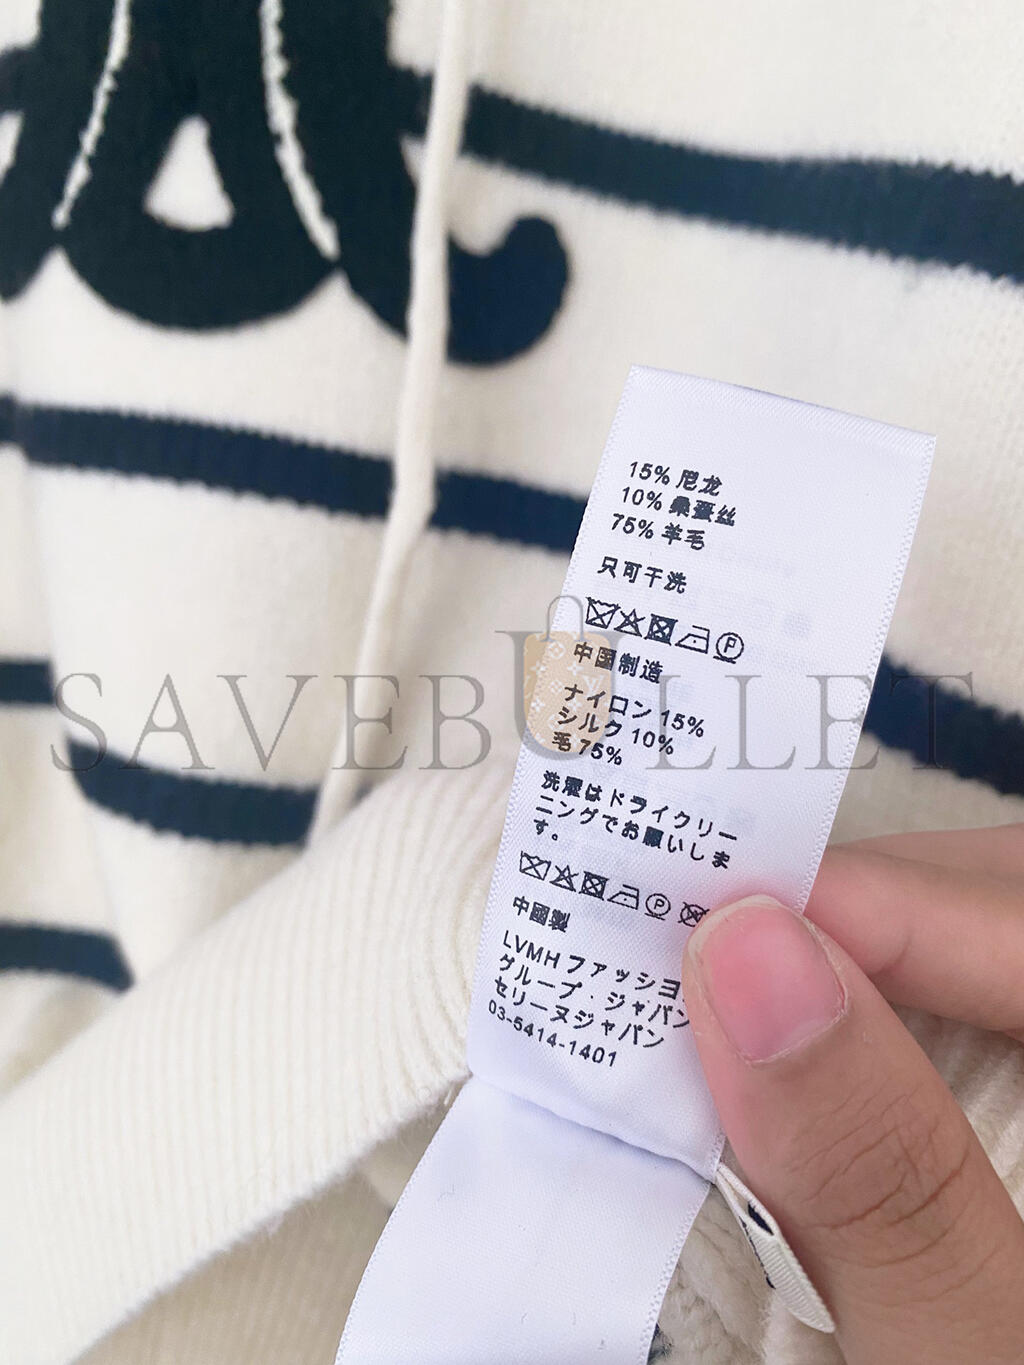 15% 尼龙
10% 桑蚕丝
75% 羊毛
只可干洗
P
中国制造
SAVEBULLET
ナイロン 15%
シルク 10%
毛 75%
洗濯はドライクリー
ニングでお願いしま
す。
P
中國製
LVMH ファッショ
グループ・ジャパン
セリーヌジャパン
03-5414-1401